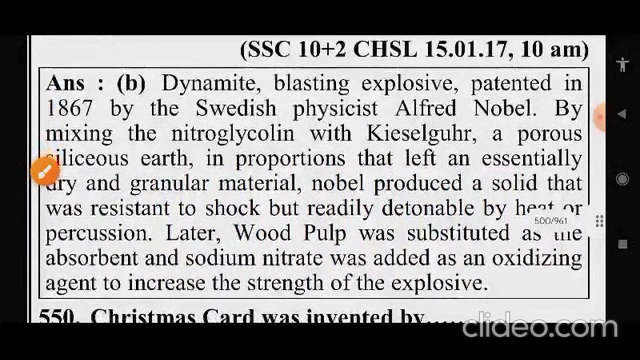 (SSC 10+2 CHSL 15.01.17, 10 am)
Ans : (b) Dynamite, blasting explosive, patented in
1867 by the Swedish physicist Alfred Nobel. By
mixing the nitroglycolin with Kieselguhr, a porous
siliceous earth, in proportions that left an essentially
dry and granular material, nobel produced a solid that
was resistant to shock but readily detonable by heat or
500/961
percussion. Later, Wood Pulp was substituted as the
absorbent and sodium nitrate was added as an oxidizing
agent to increase the strength of the explosive.
550. Christmas Card was invented by.....
clideo.com